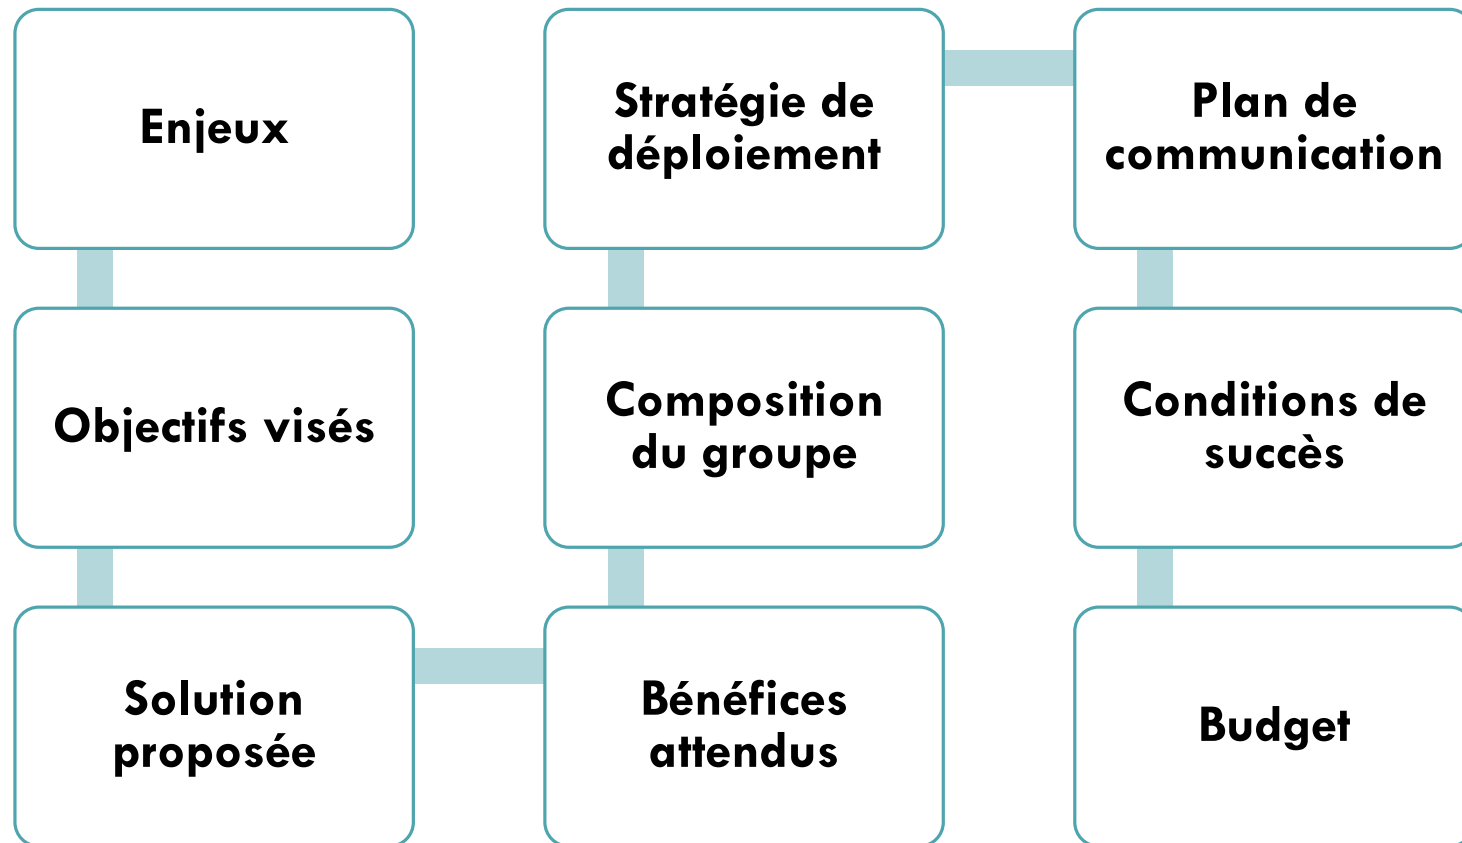 Enjeux
Objectifs visés
Solution
proposée
Bénéfices
attendus
Composition
du groupe
Stratégie de
déploiement
Plan de
communication
Conditions de
succès
Budget